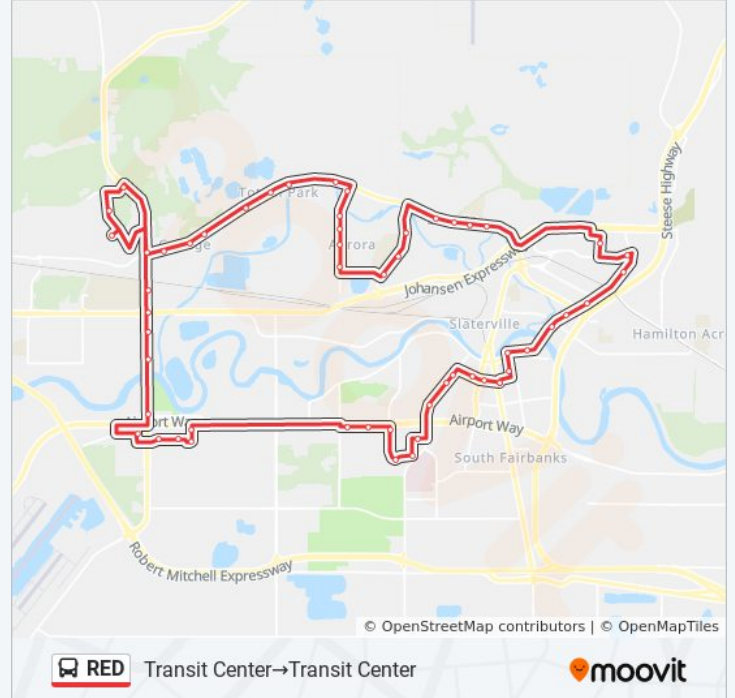 Steese Highway
Park
Aurora
Johansen Expressway
Slaterville
Hamilton Acr
Airport Way
Airport Way
South Fairbanks
Robert Mitchell Expressway
© OpenStreetMap contributors | © OpenMapTiles
RED Transit Center→Transit Center
moovit